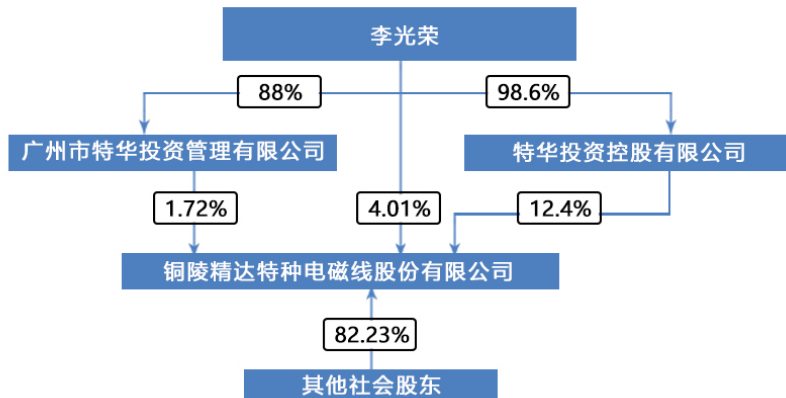 李光荣
88%
98.6%
广州市特华投资管理有限公司
特华投资控股有限公司
1.72%
4.01%
12.4%
铜陵精达特种电磁线股份有限公司
82.23%
其他社会股东